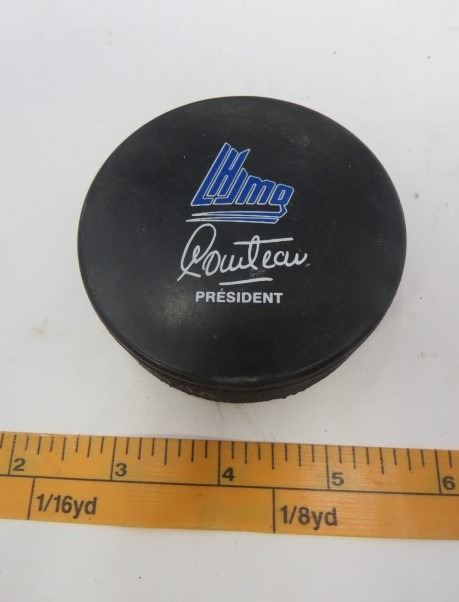 LHJMQ
Courteau
PRÉSIDENT
2 3 4 5 6
1/16yd 1/8yd